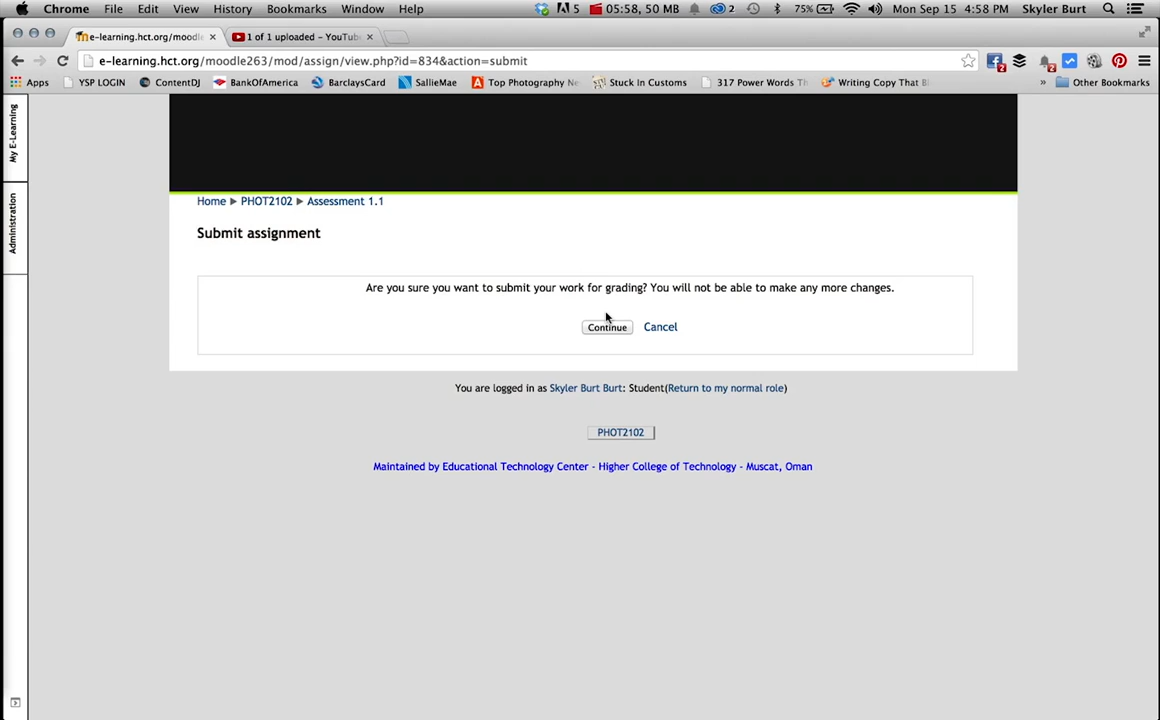 Chrome File Edit View History Bookmarks Window Help 5 05:58, 50 MB 2 75% Mon Sep 15 4:58 PM Skyler Burt
e-learning.hct.org/moodl 1 of 1 uploaded - YouTub
e-learning.hct.org/moodle263/mod/assign/view.php?id=834&action=submit 2 2
Apps YSP LOGIN ContentDJ BankOfAmerica BarclaysCard SallieMae Top Photography Ne Stuck In Customs 317 Power Words Th Writing Copy That B » Other Bookmarks
My E-Learning
Administration
Home ▶ PHOT2102 ▶ Assessment 1.1
Submit assignment
Are you sure you want to submit your work for grading? You will not be able to make any more changes.
Continue Cancel
You are logged in as Skyler Burt Burt: Student(Return to my normal role)
PHOT2102
Maintained by Educational Technology Center - Higher College of Technology - Muscat, Oman